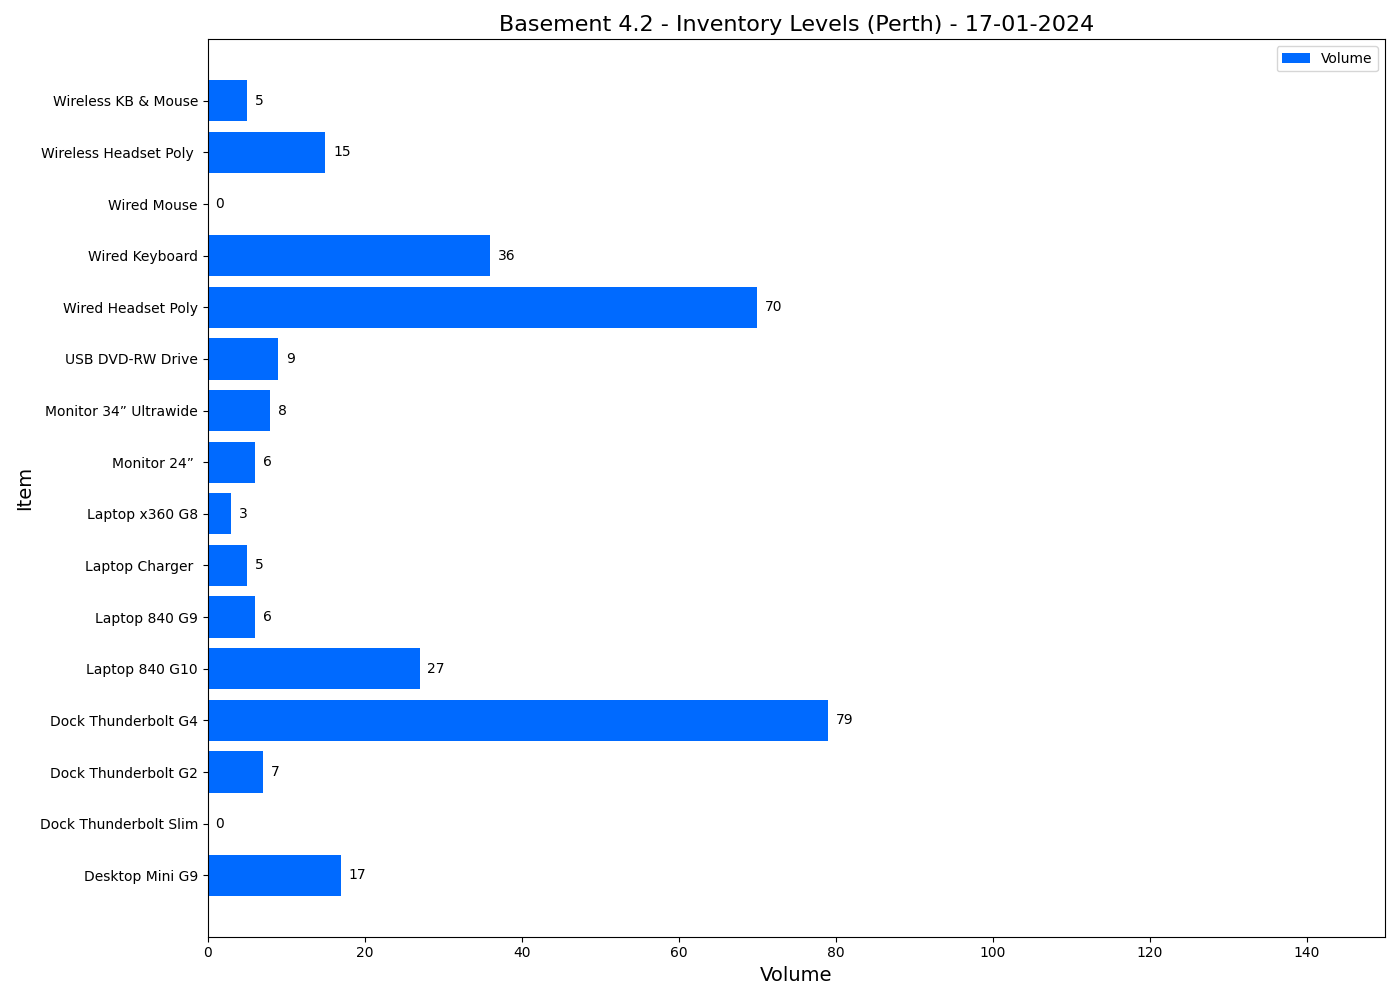 Basement 4.2 - Inventory Levels (Perth) - 17-01-2024
Volume
Wireless KB & Mouse 5
Wireless Headset Poly 15
Wired Mouse 0
Wired Keyboard 36
Wired Headset Poly 70
USB DVD-RW Drive 9
Monitor 34” Ultrawide 8
Monitor 24” 6
Laptop x360 G8 3
Laptop Charger 5
Laptop 840 G9 6
Laptop 840 G10 27
Dock Thunderbolt G4 79
Dock Thunderbolt G2 7
Dock Thunderbolt Slim 0
Desktop Mini G9 17
Item
0 20 40 60 80 100 120 140
Volume